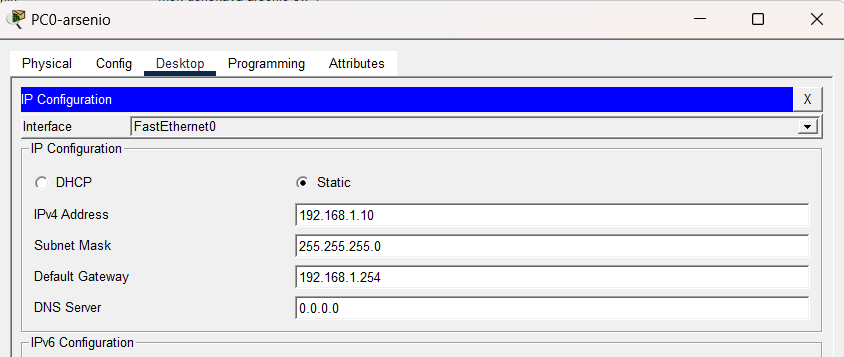 PC0-arsenio
Physical Config Desktop Programming Attributes
IP Configuration X
Interface FastEthernet0
IP Configuration
DHCP Static
IPv4 Address 192.168.1.10
Subnet Mask 255.255.255.0
Default Gateway 192.168.1.254
DNS Server 0.0.0.0
IPv6 Configuration